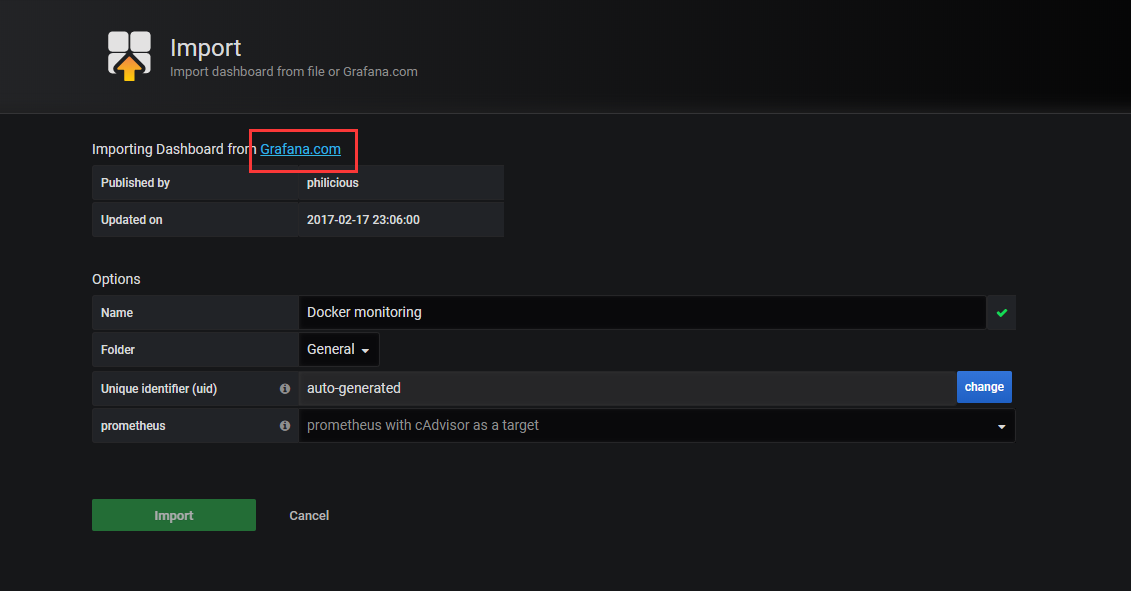 Import
Import dashboard from file or Grafana.com
Importing Dashboard from Grafana.com
Published by philicious
Updated on 2017-02-17 23:06:00
Options
Name Docker monitoring
Folder General
Unique identifier (uid) auto-generated change
prometheus prometheus with cAdvisor as a target
Import Cancel